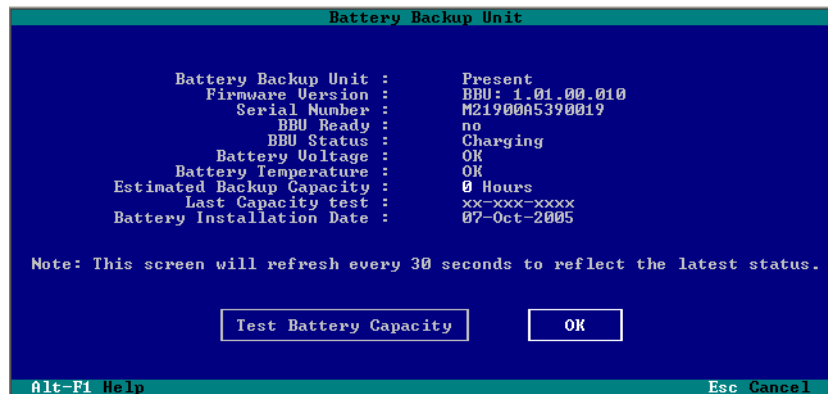 Battery Backup Unit
Battery Backup Unit : Present
Firmware Version : BBU: 1.01.00.010
Serial Number : M21900A5390019
BBU Ready : no
BBU Status : Charging
Battery Voltage : OK
Battery Temperature : OK
Estimated Backup Capacity : 0 Hours
Last Capacity test : xx-xxx-xxxx
Battery Installation Date : 07-Oct-2005
Note: This screen will refresh every 30 seconds to reflect the latest status.
Test Battery Capacity OK
Alt-F1 Help Esc Cancel